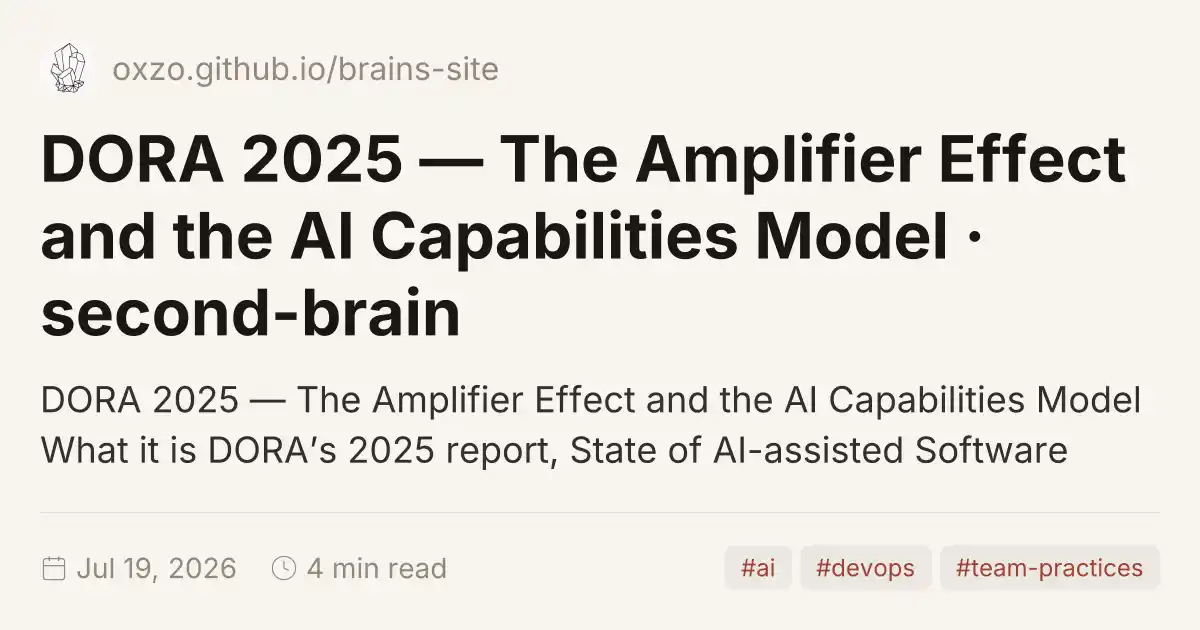 oxzo.github.io/brains-site
DORA 2025 — The Amplifier Effect
and the AI Capabilities Model ·
second-brain
DORA 2025 — The Amplifier Effect and the AI Capabilities Model
What it is DORA’s 2025 report, State of AI-assisted Software
Jul 19, 2026 4 min read #ai #devops #team-practices